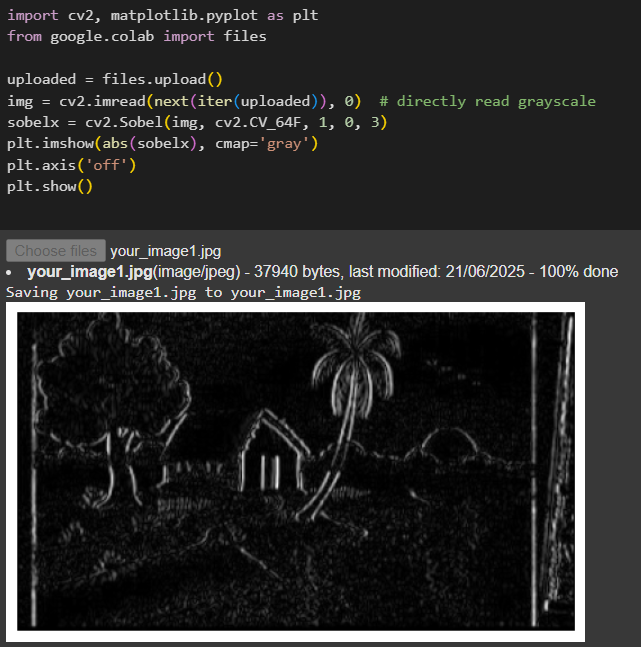 import cv2, matplotlib.pyplot as plt
from google.colab import files
uploaded = files.upload()
img = cv2.imread(next(iter(uploaded)), 0)  # directly read grayscale
sobelx = cv2.Sobel(img, cv2.CV_64F, 1, 0, 3)
plt.imshow(abs(sobelx), cmap='gray')
plt.axis('off')
plt.show()
Choose files your_image1.jpg
• your_image1.jpg(image/jpeg) - 37940 bytes, last modified: 21/06/2025 - 100% done
Saving your_image1.jpg to your_image1.jpg